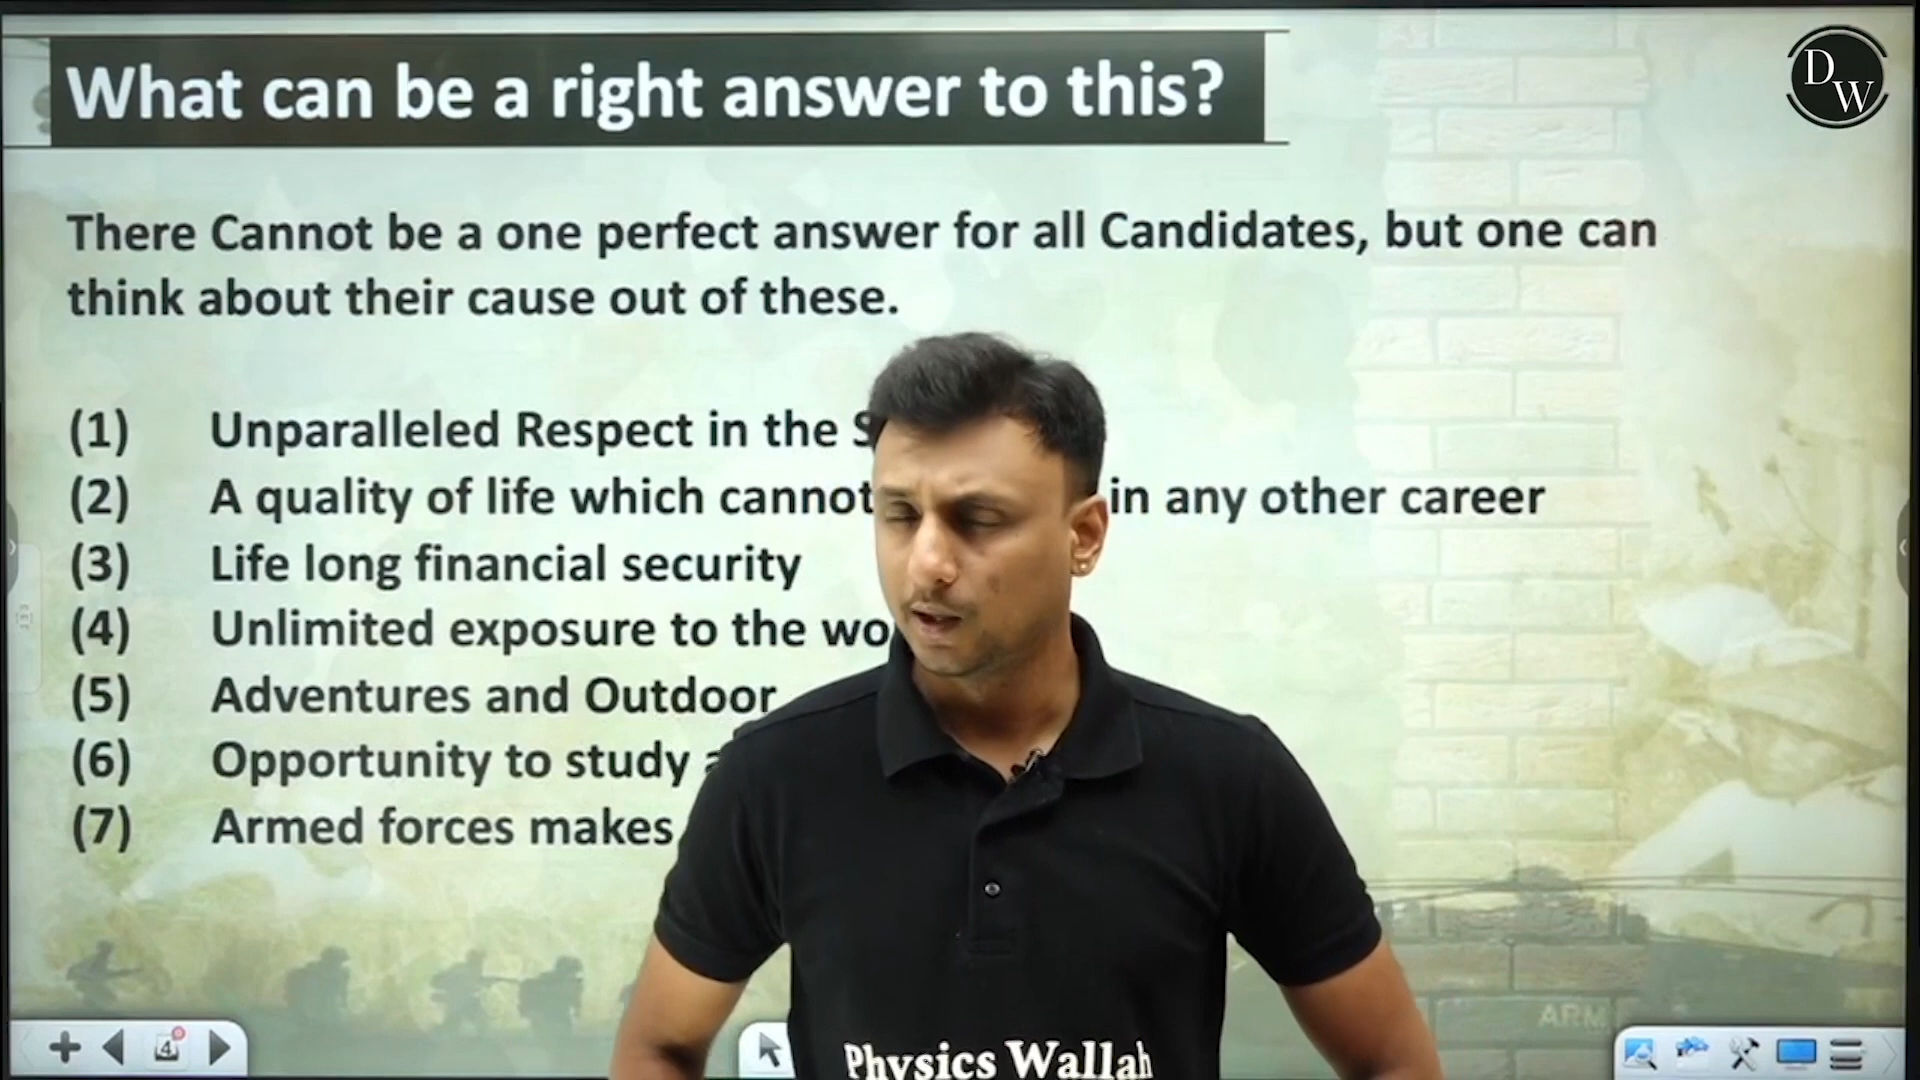 What can be a right answer to this?
D
W
There Cannot be a one perfect answer for all Candidates, but one can
think about their cause out of these.
(1) Unparalleled Respect in the
(2) A quality of life which cannot in any other career
(3) Life long financial security
(4) Unlimited exposure to the
(5) Adventures and Outdoor
(6) Opportunity to study
(7) Armed forces makes
4
Physics Wallah